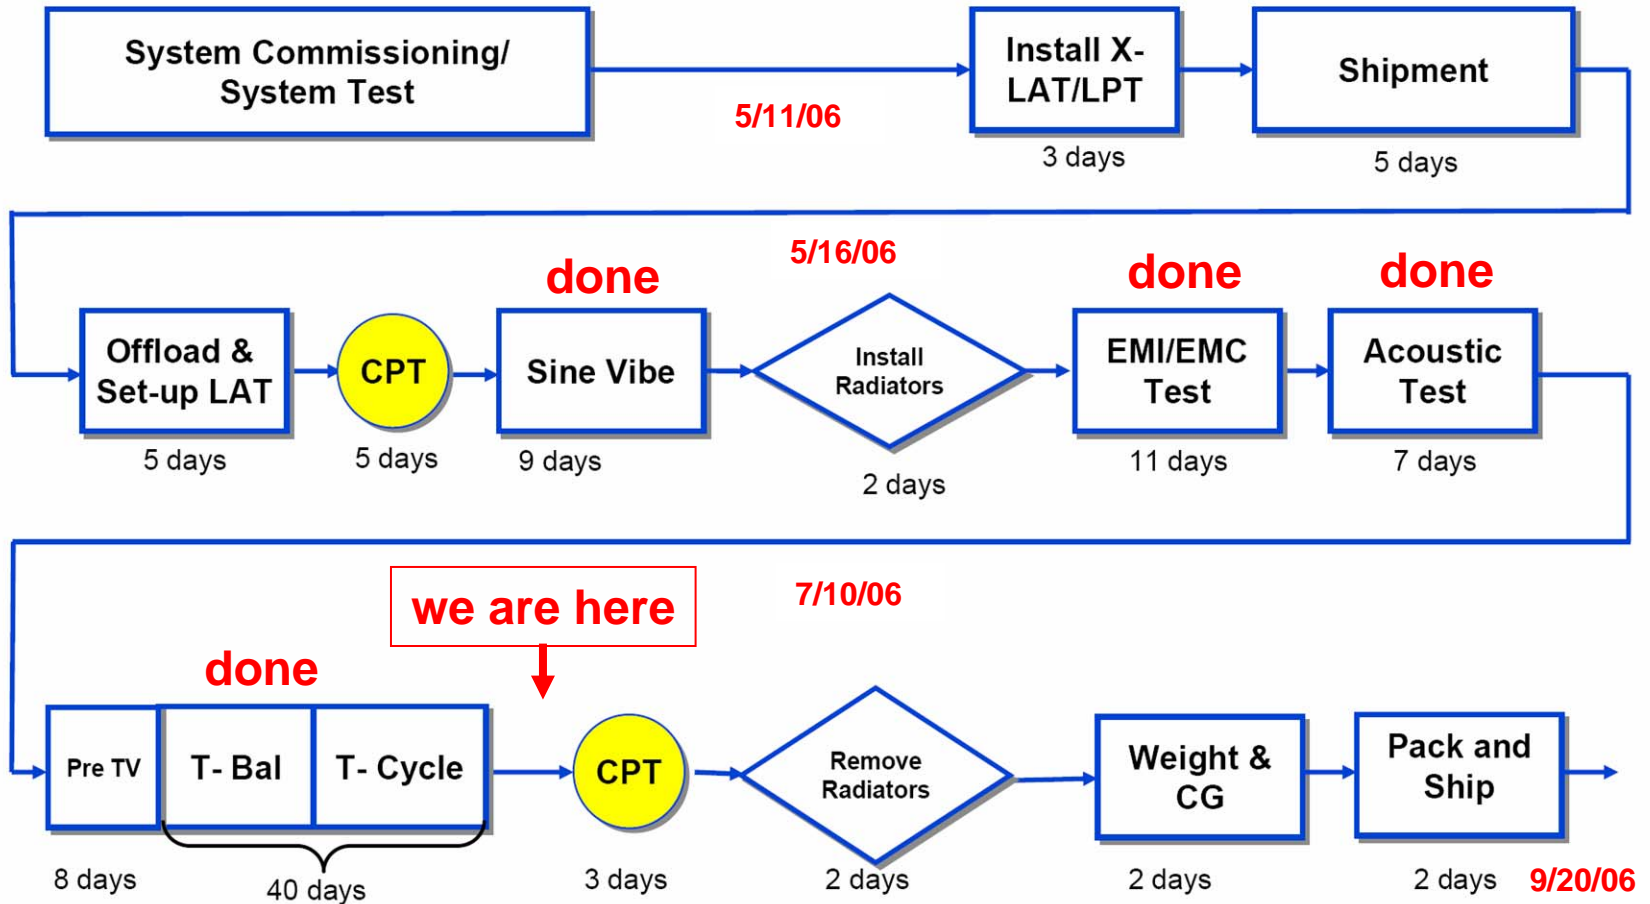 System Commissioning/
System Test
5/11/06
Install X-
LAT/LPT
3 days
Shipment
5 days
5/16/06
done
done
done
Offload &
Set-up LAT
5 days
CPT
5 days
Sine Vibe
9 days
Install
Radiators
2 days
EMI/EMC
Test
11 days
Acoustic
Test
7 days
7/10/06
we are here
done
Pre TV
8 days
T- Bal
T- Cycle
40 days
CPT
3 days
Remove
Radiators
2 days
Weight &
CG
2 days
Pack and
Ship
2 days
9/20/06